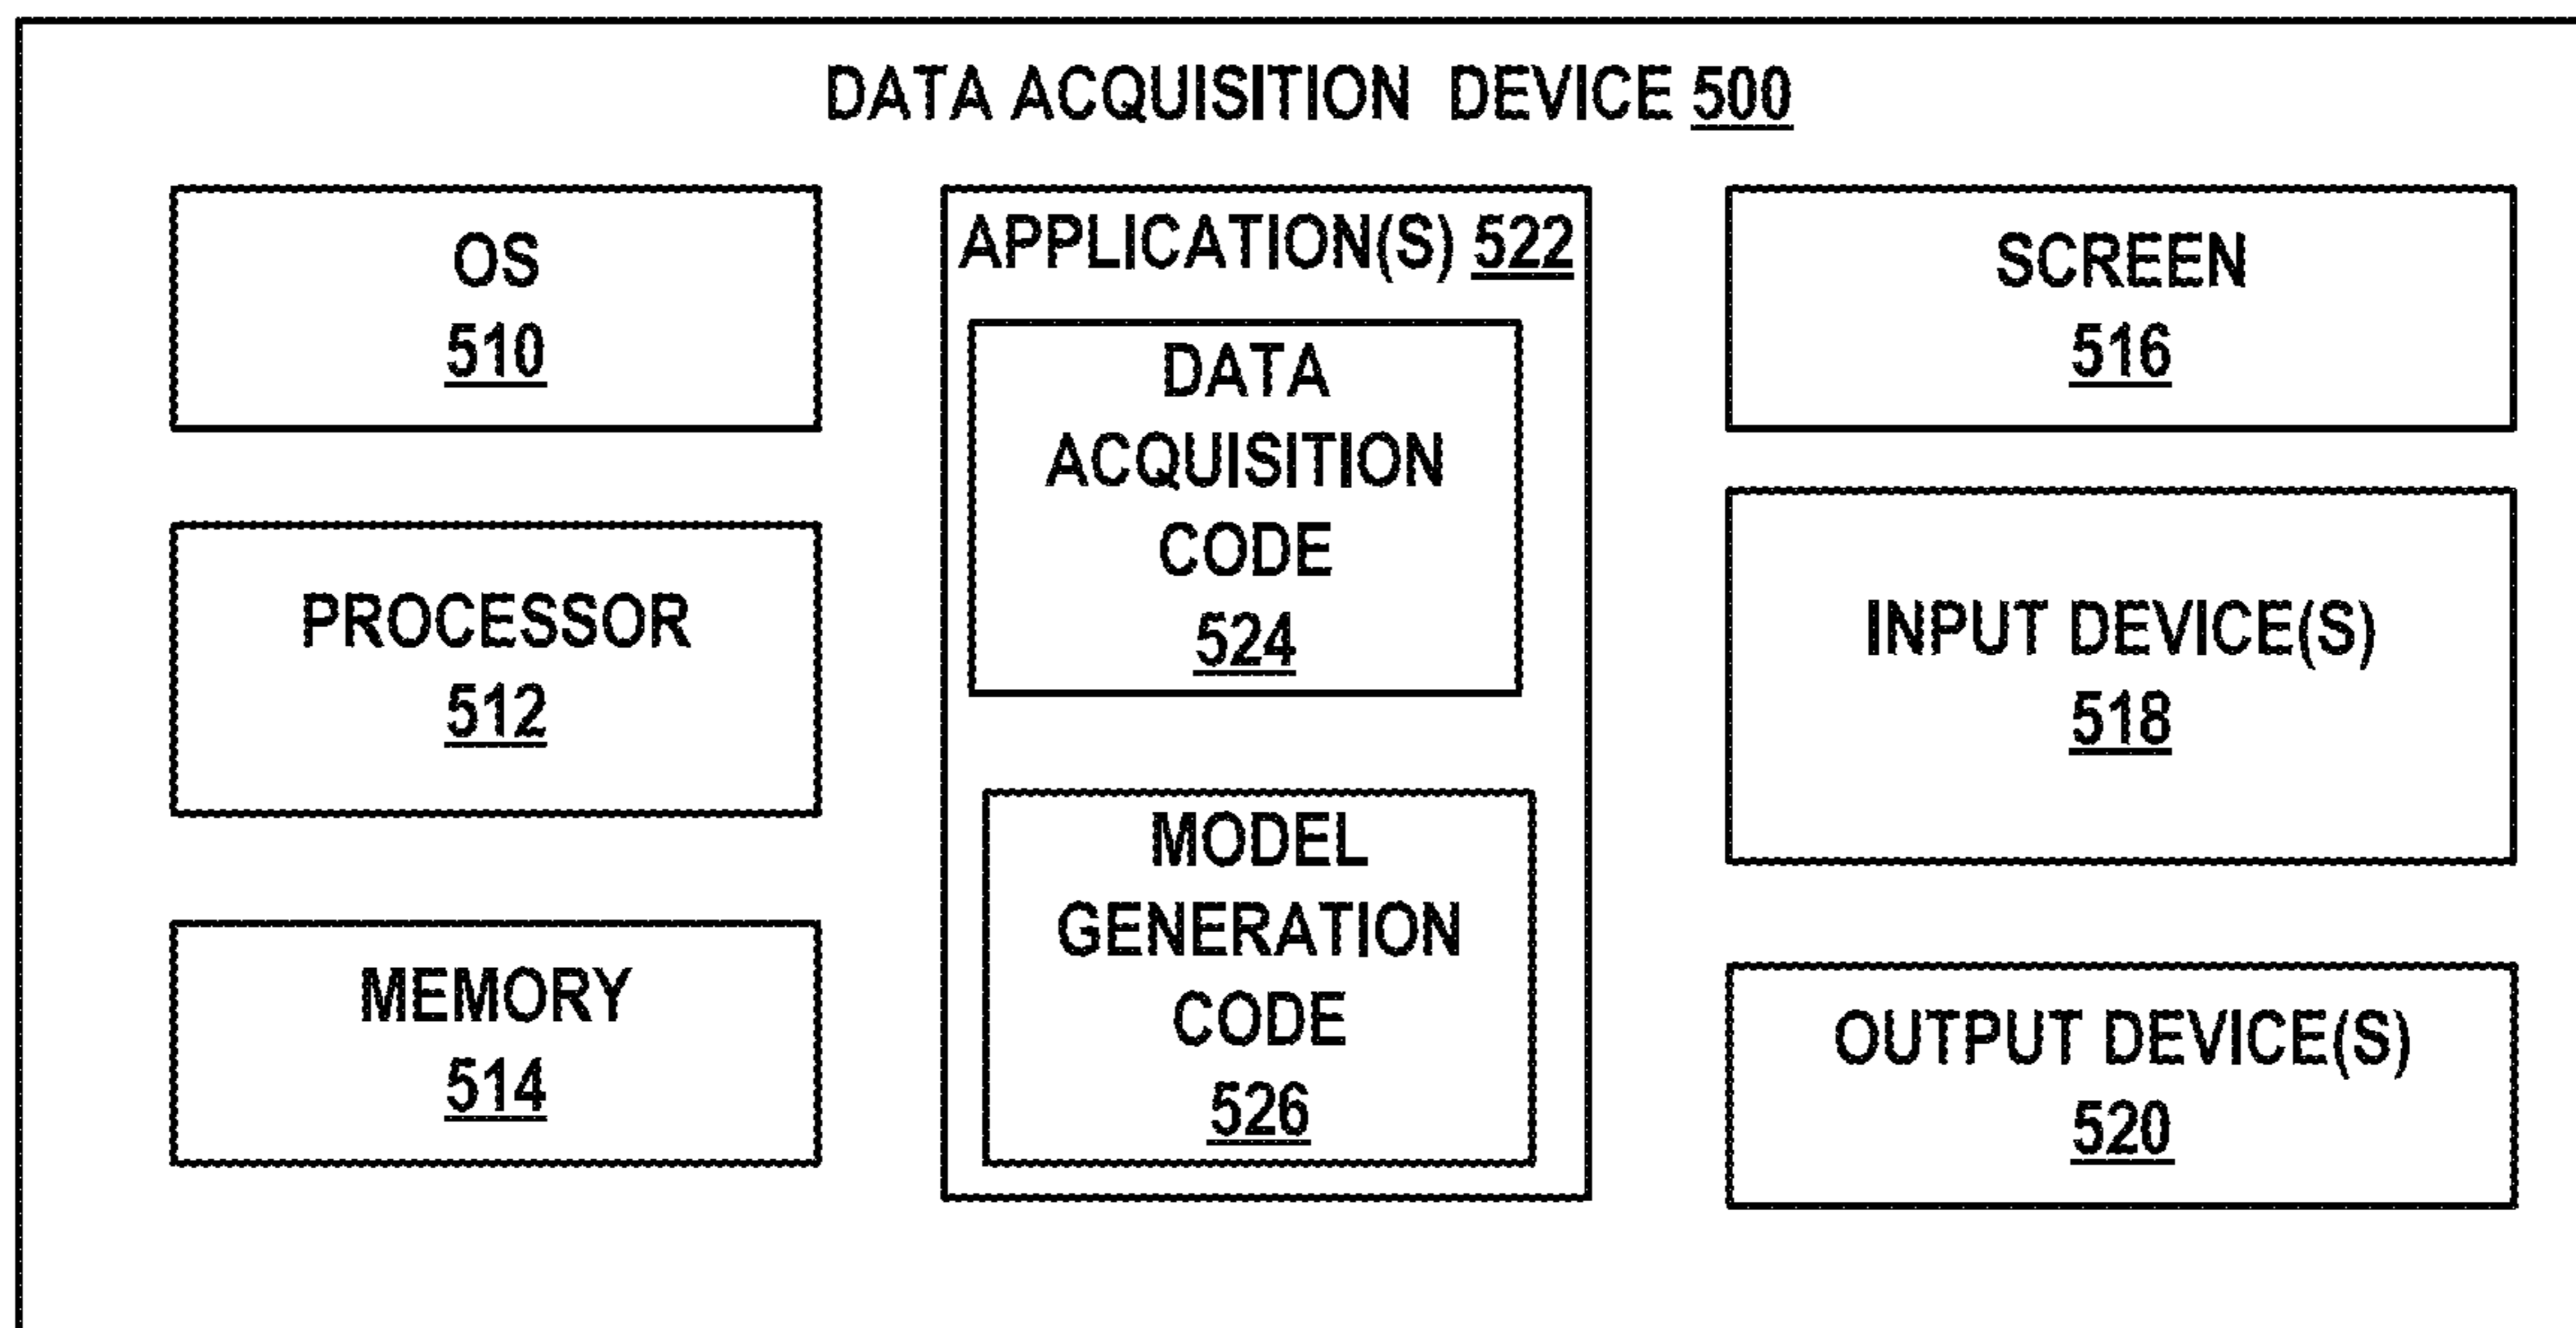 DATA ACQUISITION DEVICE 500
OS
510
PROCESSOR
512
MEMORY
514
APPLICATION(S) 522
DATA
ACQUISITION
CODE
524
MODEL
GENERATION
CODE
526
SCREEN
516
INPUT DEVICE(S)
518
OUTPUT DEVICE(S)
520